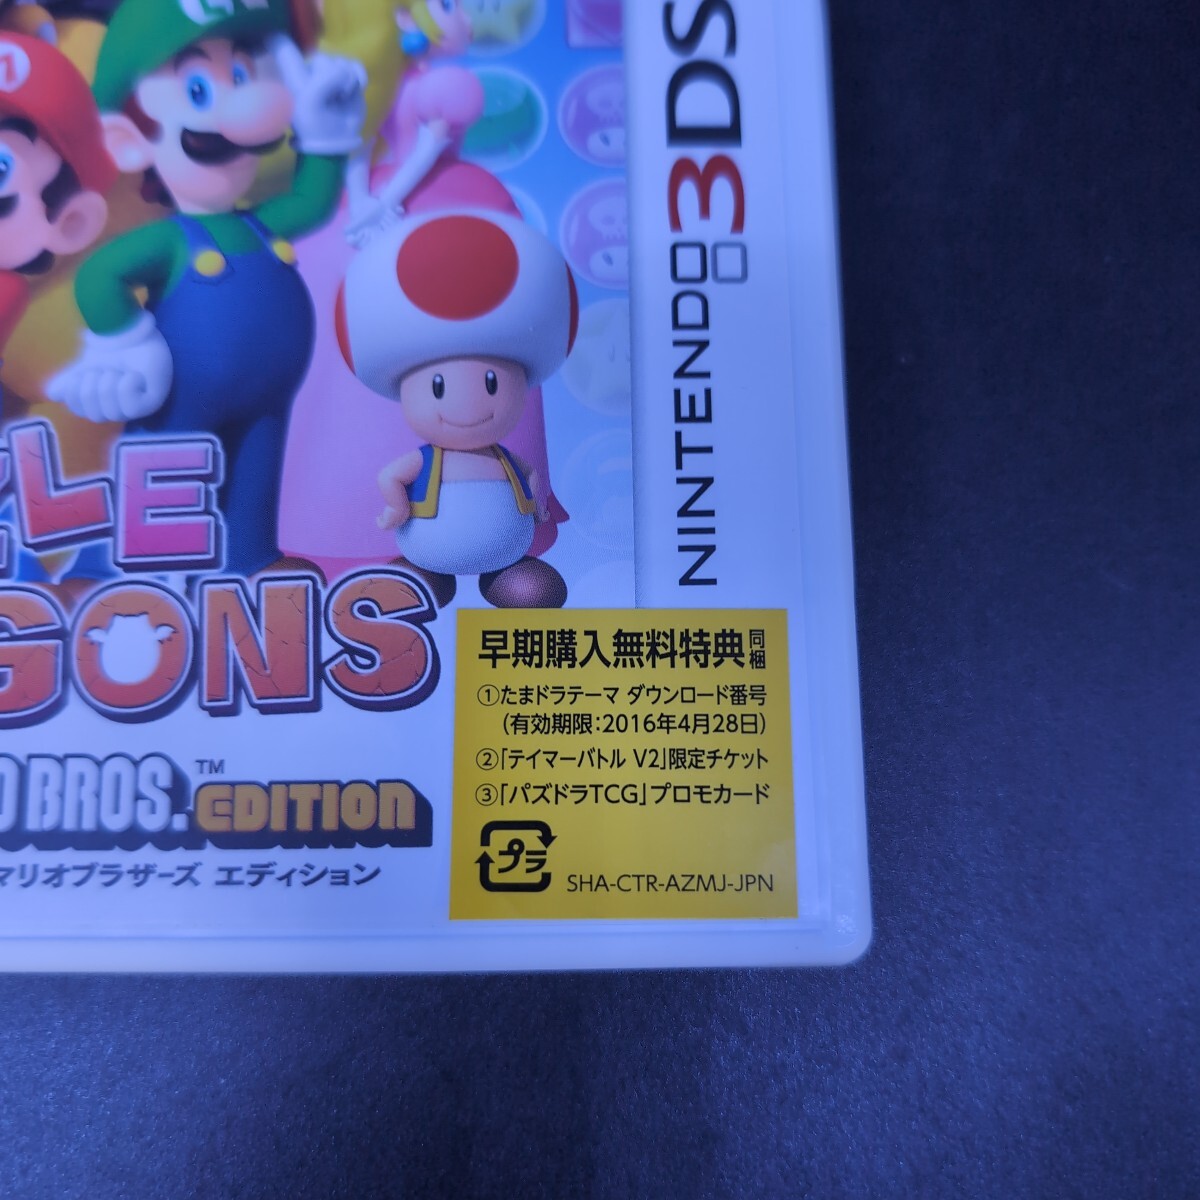 NINTENDO 3DS
ZLE
GONS
O BROS.™ EDITION
マリオブラザーズ エディション
早期購入無料特典同梱
①たまドラテーマ ダウンロード番号
(有効期限:2016年4月28日)
②「テイマーバトル V2」限定チケット
③「パズドラTCG」プロモカード
プラ
SHA-CTR-AZMJ-JPN